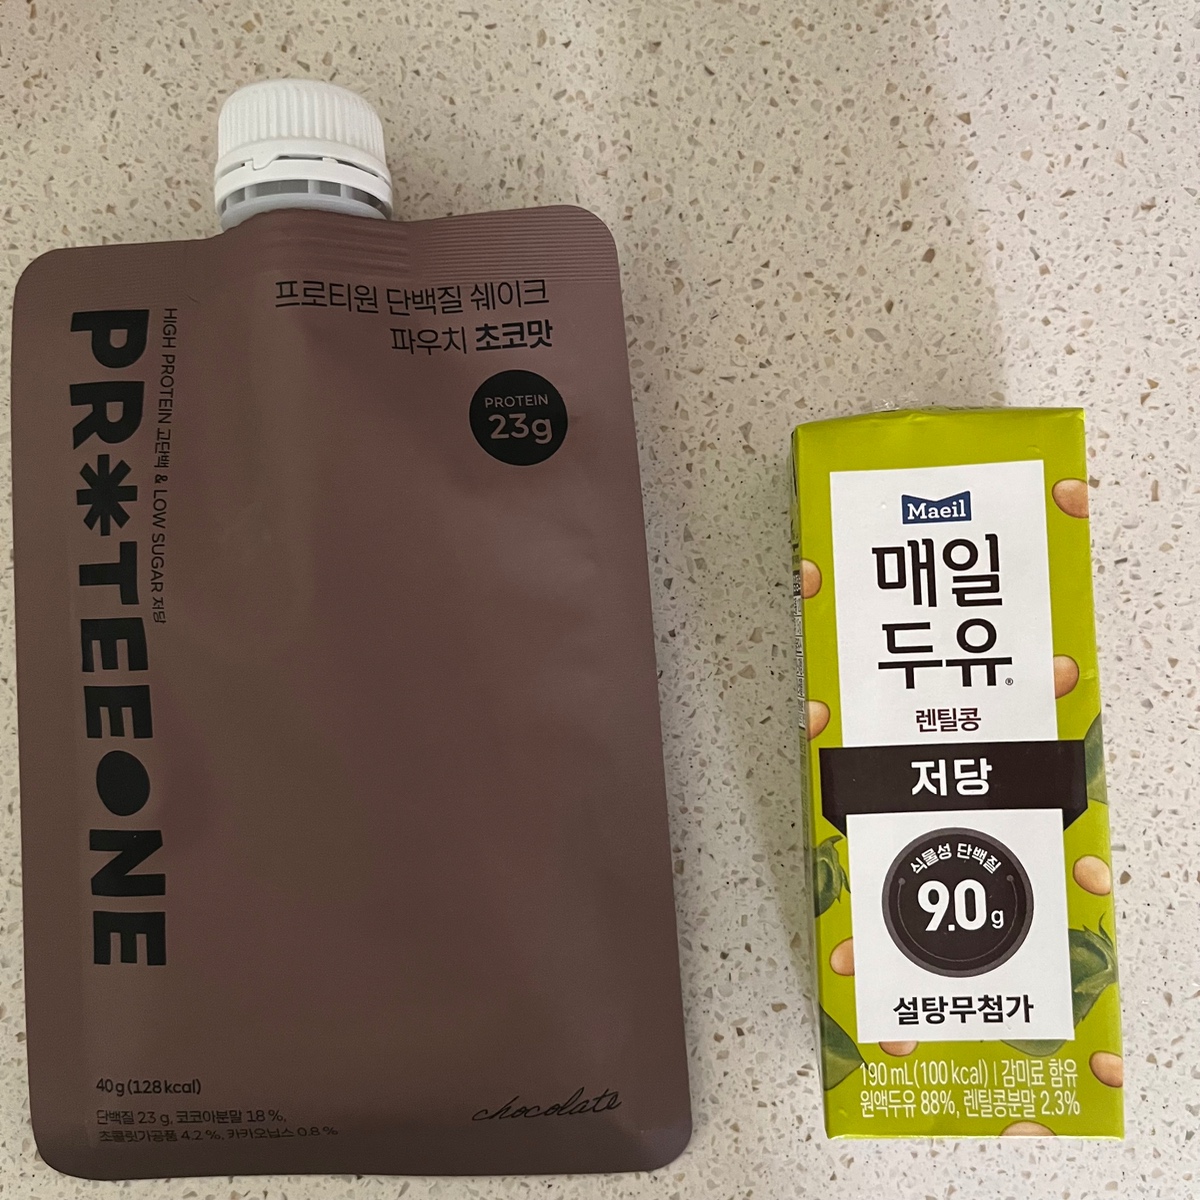 프로티원 단백질 쉐이크
파우치 초코맛
PROTEIN
23g
PR*TEEONE
HIGH PROTEIN 고단백 & LOW SUGAR 저당
40 g (128 kcal)
단백질 23 g, 코코아분말 18 %,
초콜릿가공품 4.2 %, 카카오닙스 0.8 %
chocolate
Maeil
매일
두유®
렌틸콩
저당
식물성 단백질
9.0g
설탕무첨가
190 mL(100 kcal) | 감미료 함유
원액두유 88%, 렌틸콩분말 2.3%